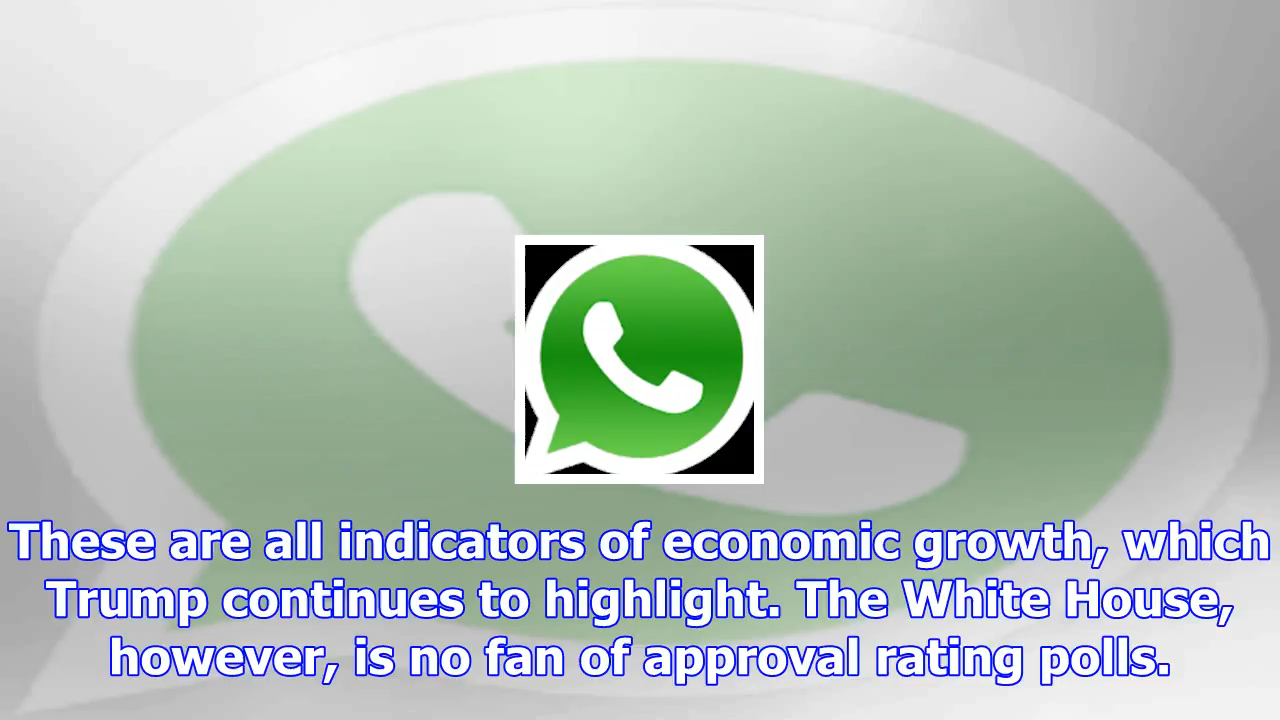 These are all indicators of economic growth, which
Trump continues to highlight. The White House,
however, is no fan of approval rating polls.